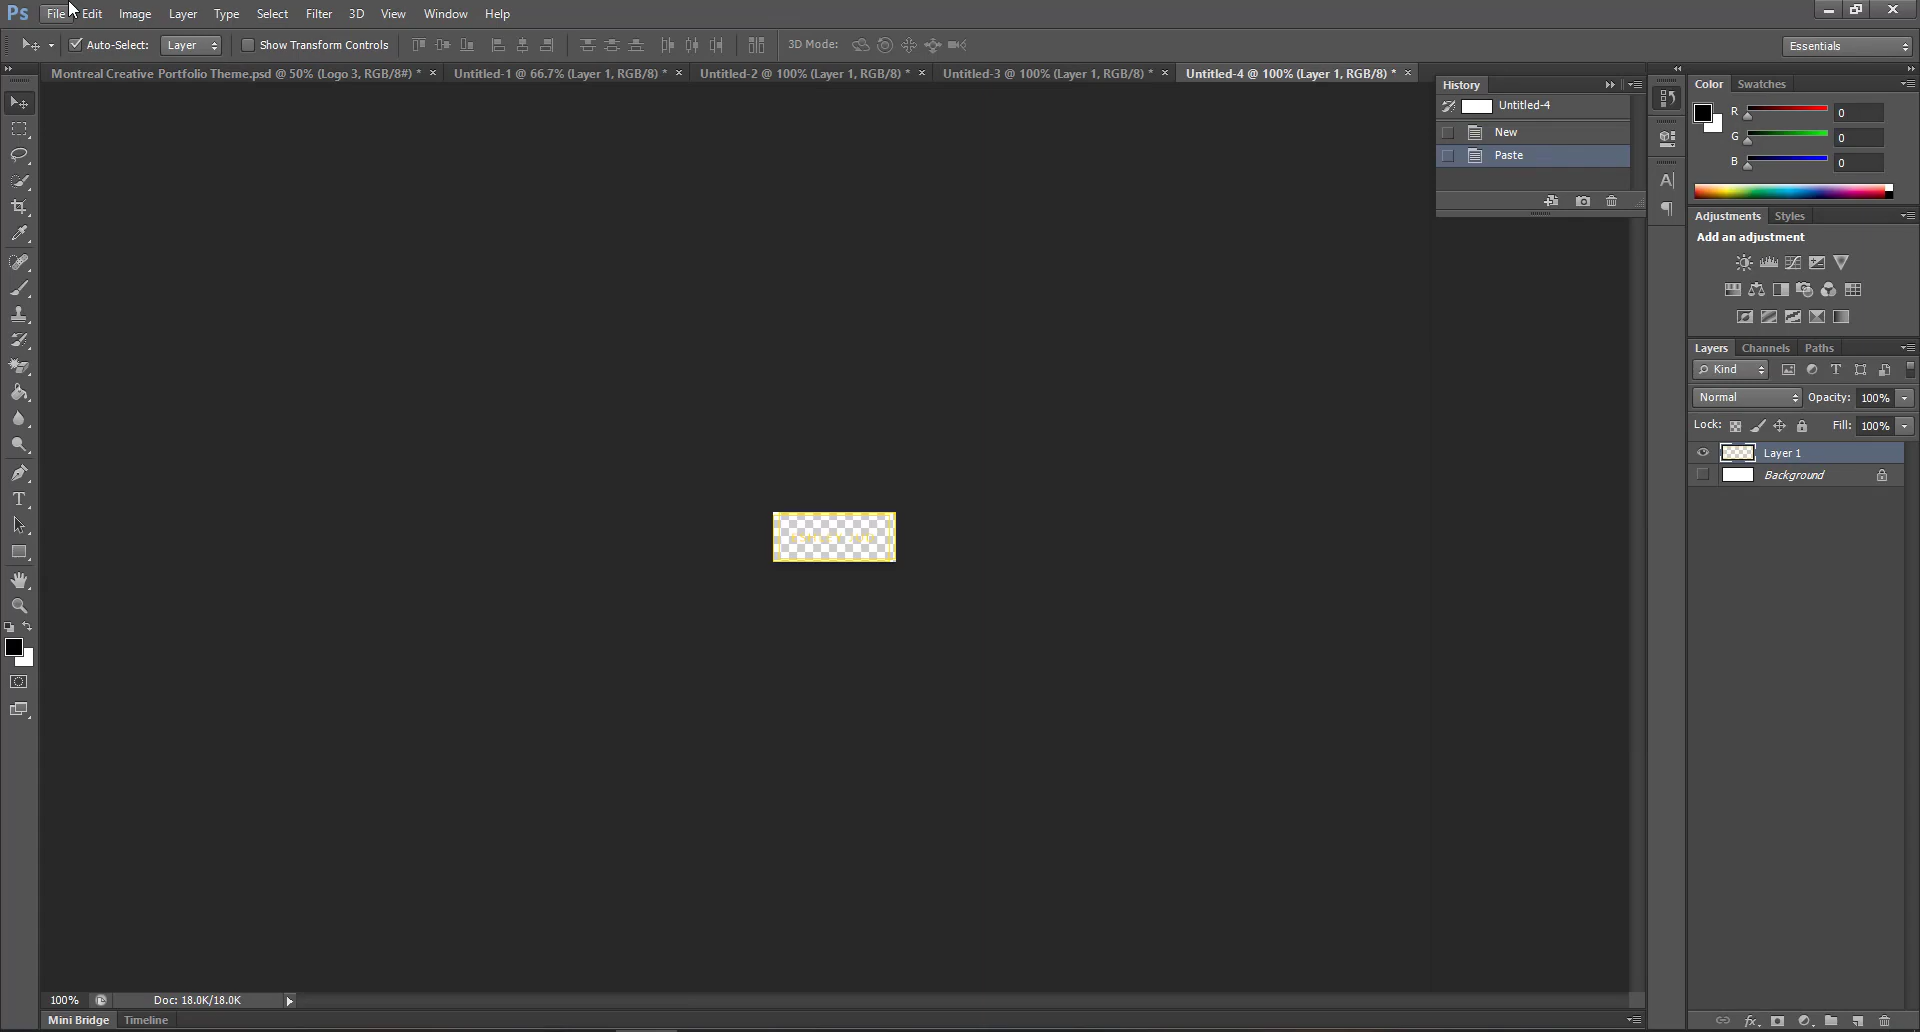 Ps File Edit Image Layer Type Select Filter 3D View Window Help
Auto-Select: Layer Show Transform Controls 3D Mode: Essentials
Montreal Creative Portfolio Theme.psd @ 50% (Logo 3, RGB/8#) * × Untitled-1 @ 66.7% (Layer 1, RGB/8) * × Untitled-2 @ 100% (Layer 1, RGB/8) * × Untitled-3 @ 100% (Layer 1, RGB/8) * × Untitled-4 @ 100% (Layer 1, RGB/8) * ×
History
Untitled-4
New
Paste
Color Swatches
R 0
G 0
B 0
Adjustments Styles
Add an adjustment
Layers Channels Paths
Kind
Normal Opacity: 100%
Lock: Fill: 100%
Layer 1
Background
100% Doc: 18.0K/18.0K
Mini Bridge Timeline